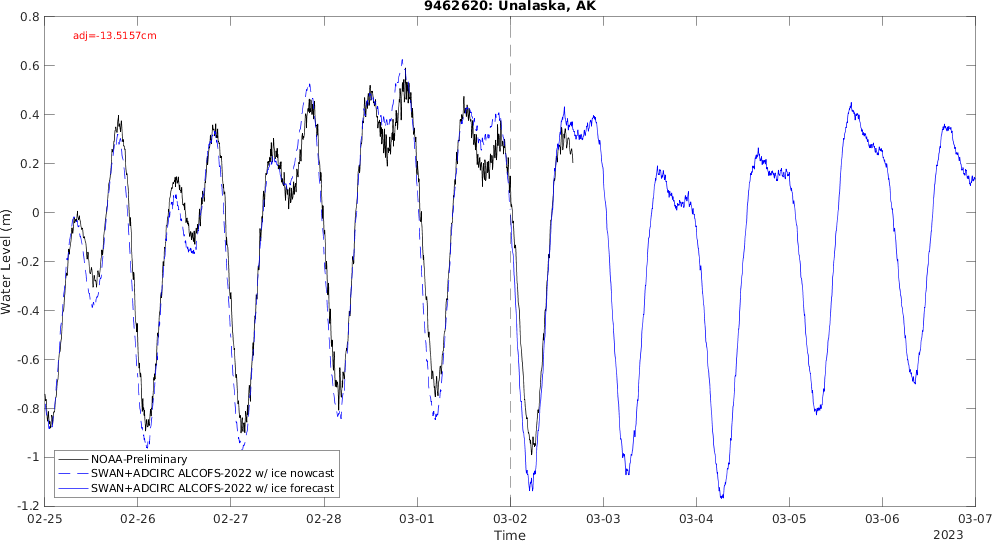 9462620: Unalaska, AK
adj=-13.5157cm
0.8
0.6
0.4
0.2
0
-0.2
-0.4
-0.6
-0.8
-1
-1.2
Water Level (m)
NOAA-Preliminary
SWAN+ADCIRC ALCOFS-2022 w/ ice nowcast
SWAN+ADCIRC ALCOFS-2022 w/ ice forecast
02-25 02-26 02-27 02-28 03-01 03-02 03-03 03-04 03-05 03-06 03-07
Time
2023